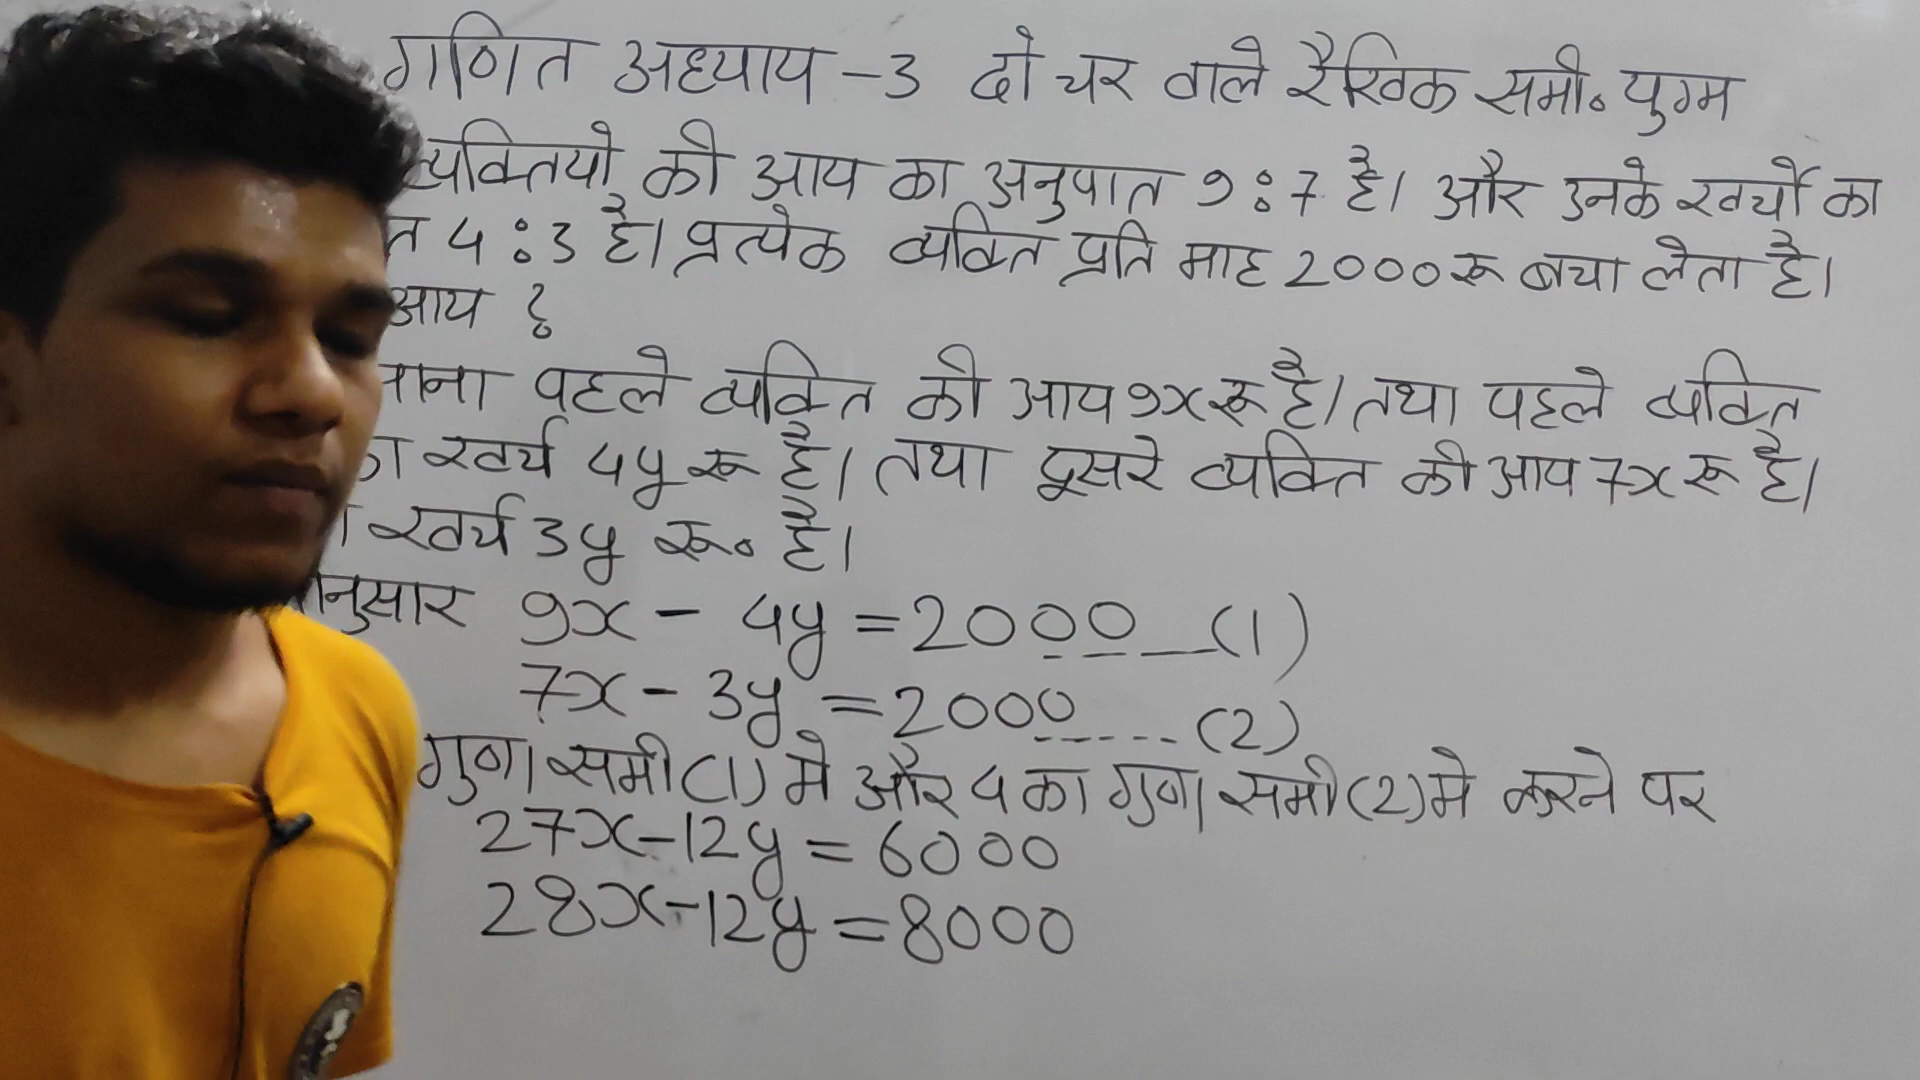 गणित अध्याय -3 दो चर वाले रैखिक समी० युग्म
व्यक्तियो की आय का अनुपात 9:7 है। और उनके खर्चो का
4:3 है। प्रत्येक व्यक्ति प्रति माह 2000 रू बचा लेता है।
आय ?
माना पहले व्यक्ति की आय 9x रू है। तथा पहले व्यक्ति
खर्च 4y रू है। तथा दूसरे व्यक्ति की आय 7x रू है।
खर्च 3y रू० है।
9x - 4y = 2000 ---(1)
7x - 3y = 2000 ----- (2)
गुणा समी (1) मे और 4 का गुणा समी (2) मे करने पर
27x-12y = 6000
28x-12y = 8000